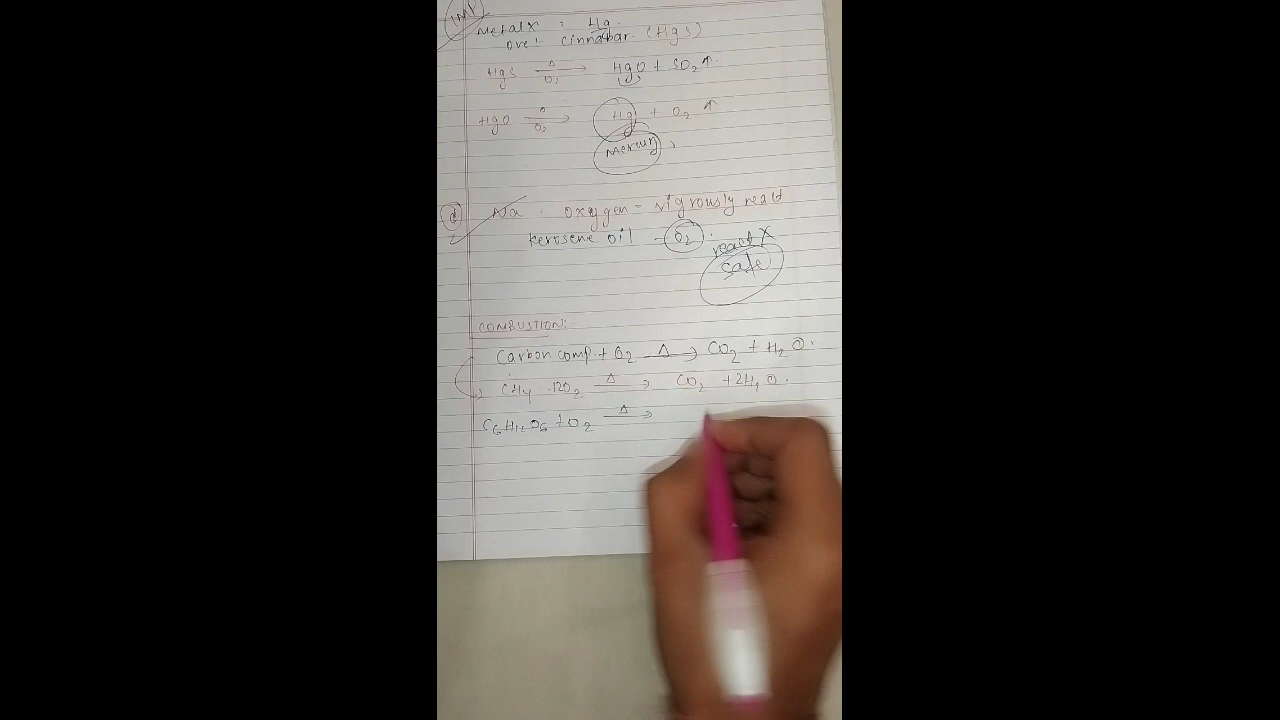 IMP
Metal X : Hg.
Ore :- Cinnabar. (HgS)
HgS —Δ/O₂→ HgO + SO₂ ↑
HgO —Δ/O₂→ Hg + O₂ ↑
Mercury
d Na . oxygen - vigrously react
kerosene oil - O₂ .
react X
safe
COMBUSTION:-
Carbon comp. + O₂ —Δ→ CO₂ + H₂O.
CH₄ + 2O₂ —Δ→ CO₂ + 2H₂O.
C₆H₁₂O₆ + O₂ —Δ→